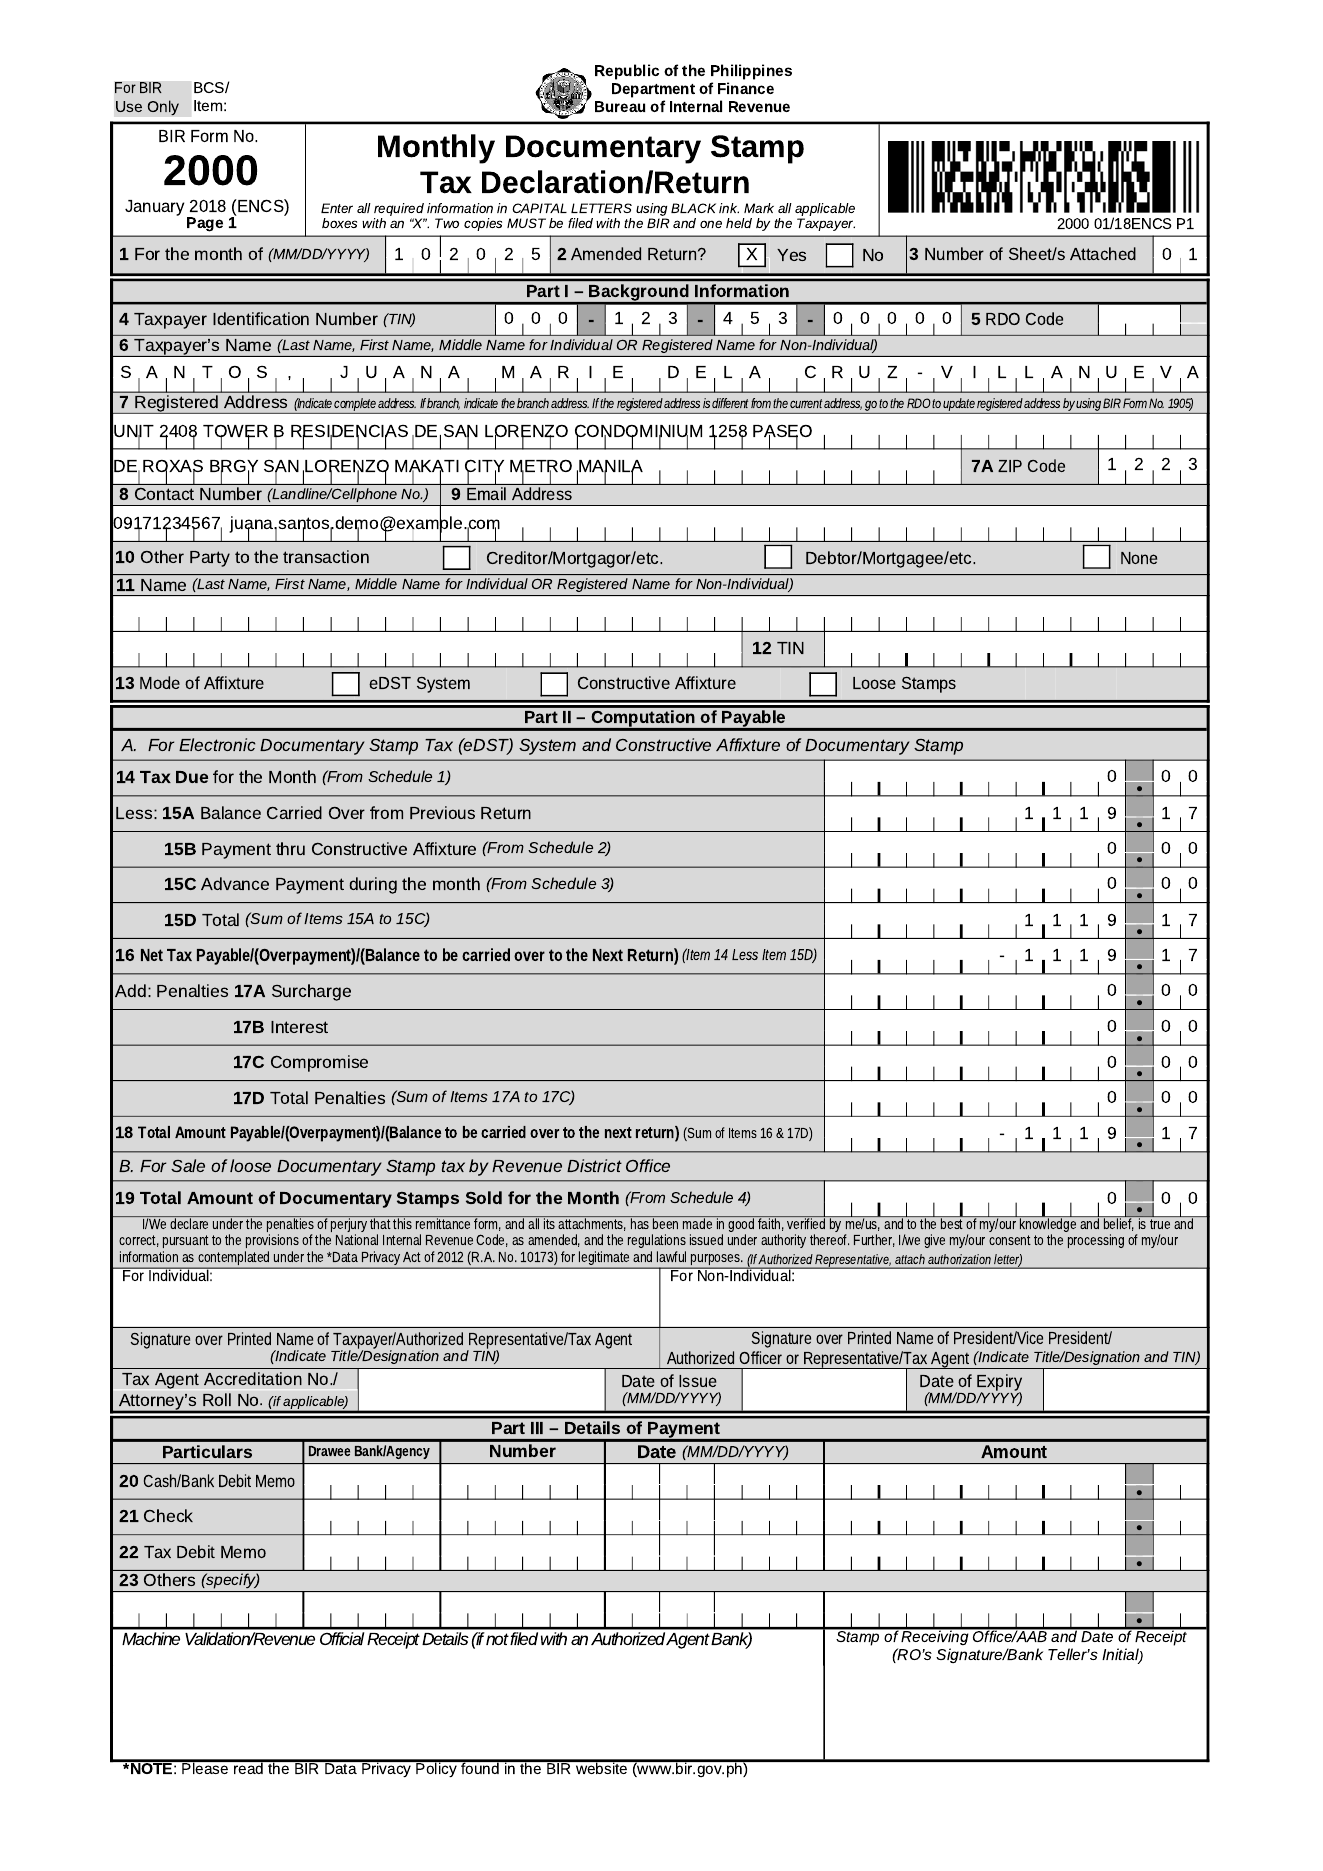 For BIR Use Only
BCS/ Item:
Republic of the Philippines
Department of Finance
Bureau of Internal Revenue
BIR Form No.
2000
January 2018 (ENCS)
Page 1
Monthly Documentary Stamp
Tax Declaration/Return
Enter all required information in CAPITAL LETTERS using BLACK ink. Mark all applicable
boxes with an “X”. Two copies MUST be filed with the BIR and one held by the Taxpayer.
2000 01/18ENCS P1
1 For the month of (MM/DD/YYYY) 1 0 2 0 2 5 2 Amended Return? X Yes No 3 Number of Sheet/s Attached 0 1
Part I – Background Information
4 Taxpayer Identification Number (TIN) 0 0 0 - 1 2 3 - 4 5 3 - 0 0 0 0 0 5 RDO Code
6 Taxpayer's Name (Last Name, First Name, Middle Name for Individual OR Registered Name for Non-Individual)
SANTOS, JUANA MARIE DELA CRUZ-VILLANUEVA
7 Registered Address (Indicate complete address. If branch, indicate the branch address. If the registered address is different from the current address, go to the RDO to update registered address by using BIR Form No. 1905)
UNIT 2408 TOWER B RESIDENCIAS DE SAN LORENZO CONDOMINIUM 1258 PASEO
DE ROXAS BRGY SAN LORENZO MAKATI CITY METRO MANILA 7A ZIP Code 1 2 2 3
8 Contact Number (Landline/Cellphone No.) 9 Email Address
09171234567 juana.santos.demo@example.com
10 Other Party to the transaction Creditor/Mortgagor/etc. Debtor/Mortgagee/etc. None
11 Name (Last Name, First Name, Middle Name for Individual OR Registered Name for Non-Individual)
12 TIN
13 Mode of Affixture eDST System Constructive Affixture Loose Stamps
Part II – Computation of Payable
A. For Electronic Documentary Stamp Tax (eDST) System and Constructive Affixture of Documentary Stamp
14 Tax Due for the Month (From Schedule 1) 0 . 0 0
Less: 15A Balance Carried Over from Previous Return 1 1 1 9 . 1 7
15B Payment thru Constructive Affixture (From Schedule 2) 0 . 0 0
15C Advance Payment during the month (From Schedule 3) 0 . 0 0
15D Total (Sum of Items 15A to 15C) 1 1 1 9 . 1 7
16 Net Tax Payable/(Overpayment)/(Balance to be carried over to the Next Return) (Item 14 Less Item 15D) - 1 1 1 9 . 1 7
Add: Penalties 17A Surcharge 0 . 0 0
17B Interest 0 . 0 0
17C Compromise 0 . 0 0
17D Total Penalties (Sum of Items 17A to 17C) 0 . 0 0
18 Total Amount Payable/(Overpayment)/(Balance to be carried over to the next return) (Sum of Items 16 & 17D) - 1 1 1 9 . 1 7
B. For Sale of loose Documentary Stamp tax by Revenue District Office
19 Total Amount of Documentary Stamps Sold for the Month (From Schedule 4) 0 . 0 0
I/We declare under the penalties of perjury that this remittance form, and all its attachments, has been made in good faith, verified by me/us, and to the best of my/our knowledge and belief, is true and
correct, pursuant to the provisions of the National Internal Revenue Code, as amended, and the regulations issued under authority thereof. Further, I/we give my/our consent to the processing of my/our
information as contemplated under the *Data Privacy Act of 2012 (R.A. No. 10173) for legitimate and lawful purposes. (If Authorized Representative, attach authorization letter)
For Individual: For Non-Individual:
Signature over Printed Name of Taxpayer/Authorized Representative/Tax Agent
(Indicate Title/Designation and TIN)
Signature over Printed Name of President/Vice President/
Authorized Officer or Representative/Tax Agent (Indicate Title/Designation and TIN)
Tax Agent Accreditation No./
Attorney's Roll No. (if applicable)
Date of Issue
(MM/DD/YYYY)
Date of Expiry
(MM/DD/YYYY)
Part III – Details of Payment
Particulars Drawee Bank/Agency Number Date (MM/DD/YYYY) Amount
20 Cash/Bank Debit Memo .
21 Check .
22 Tax Debit Memo .
23 Others (specify)
.
Machine Validation/Revenue Official Receipt Details (if not filed with an Authorized Agent Bank)
Stamp of Receiving Office/AAB and Date of Receipt
(RO's Signature/Bank Teller's Initial)
*NOTE: Please read the BIR Data Privacy Policy found in the BIR website (www.bir.gov.ph)